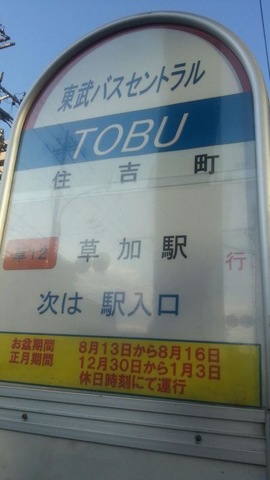 東武バスセントラル
TOBU
住吉町
草12 草加駅 行
次は 駅入口
お盆期間 8月13日から8月16日
正月期間 12月30日から1月3日
休日時刻にて運行